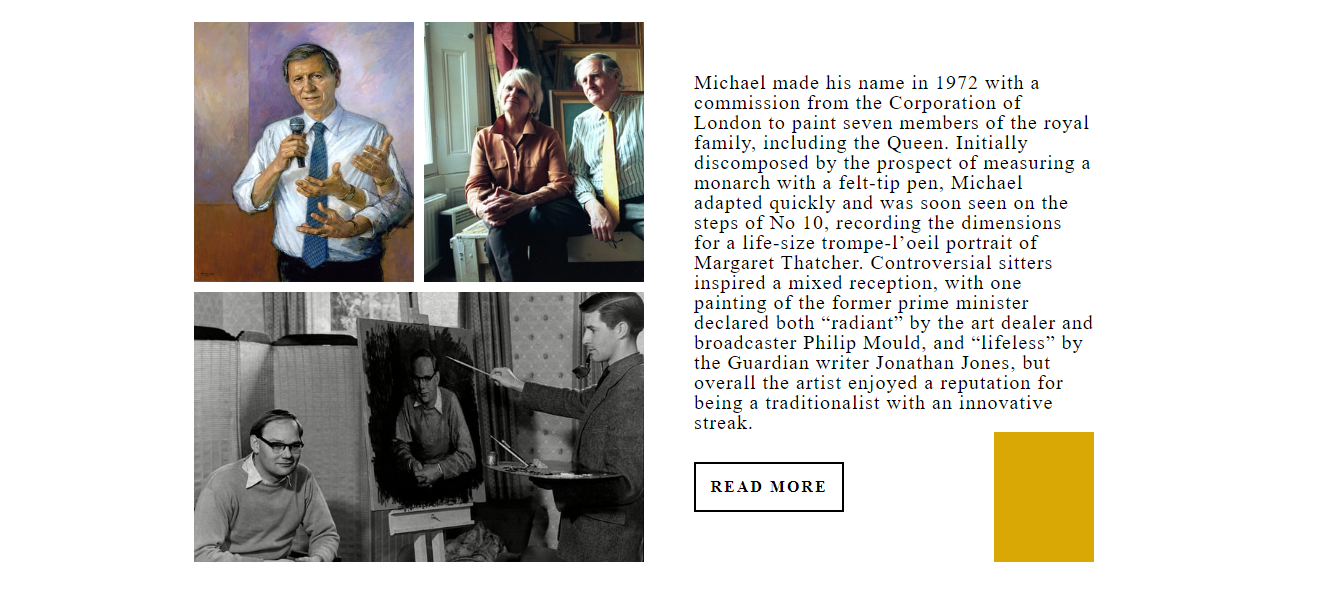 Michael made his name in 1972 with a
commission from the Corporation of
London to paint seven members of the royal
family, including the Queen. Initially
discomposed by the prospect of measuring a
monarch with a felt-tip pen, Michael
adapted quickly and was soon seen on the
steps of No 10, recording the dimensions
for a life-size trompe-l’oeil portrait of
Margaret Thatcher. Controversial sitters
inspired a mixed reception, with one
painting of the former prime minister
declared both “radiant” by the art dealer and
broadcaster Philip Mould, and “lifeless” by
the Guardian writer Jonathan Jones, but
overall the artist enjoyed a reputation for
being a traditionalist with an innovative
streak.
READ MORE